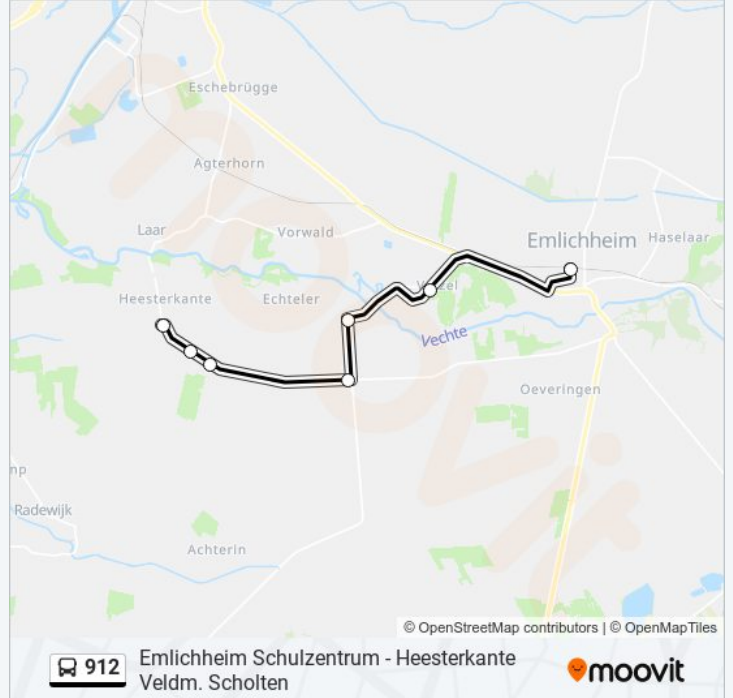 Eschebrügge
Agterhorn
Laar
Vorwald
Emlichheim
Haselaar
Heesterkante
Echteler
Vechte
Oeveringen
Radewijk
Achterin
moovit
© OpenStreetMap contributors | © OpenMapTiles
912
Emlichheim Schulzentrum - Heesterkante
Veldm. Scholten
moovit